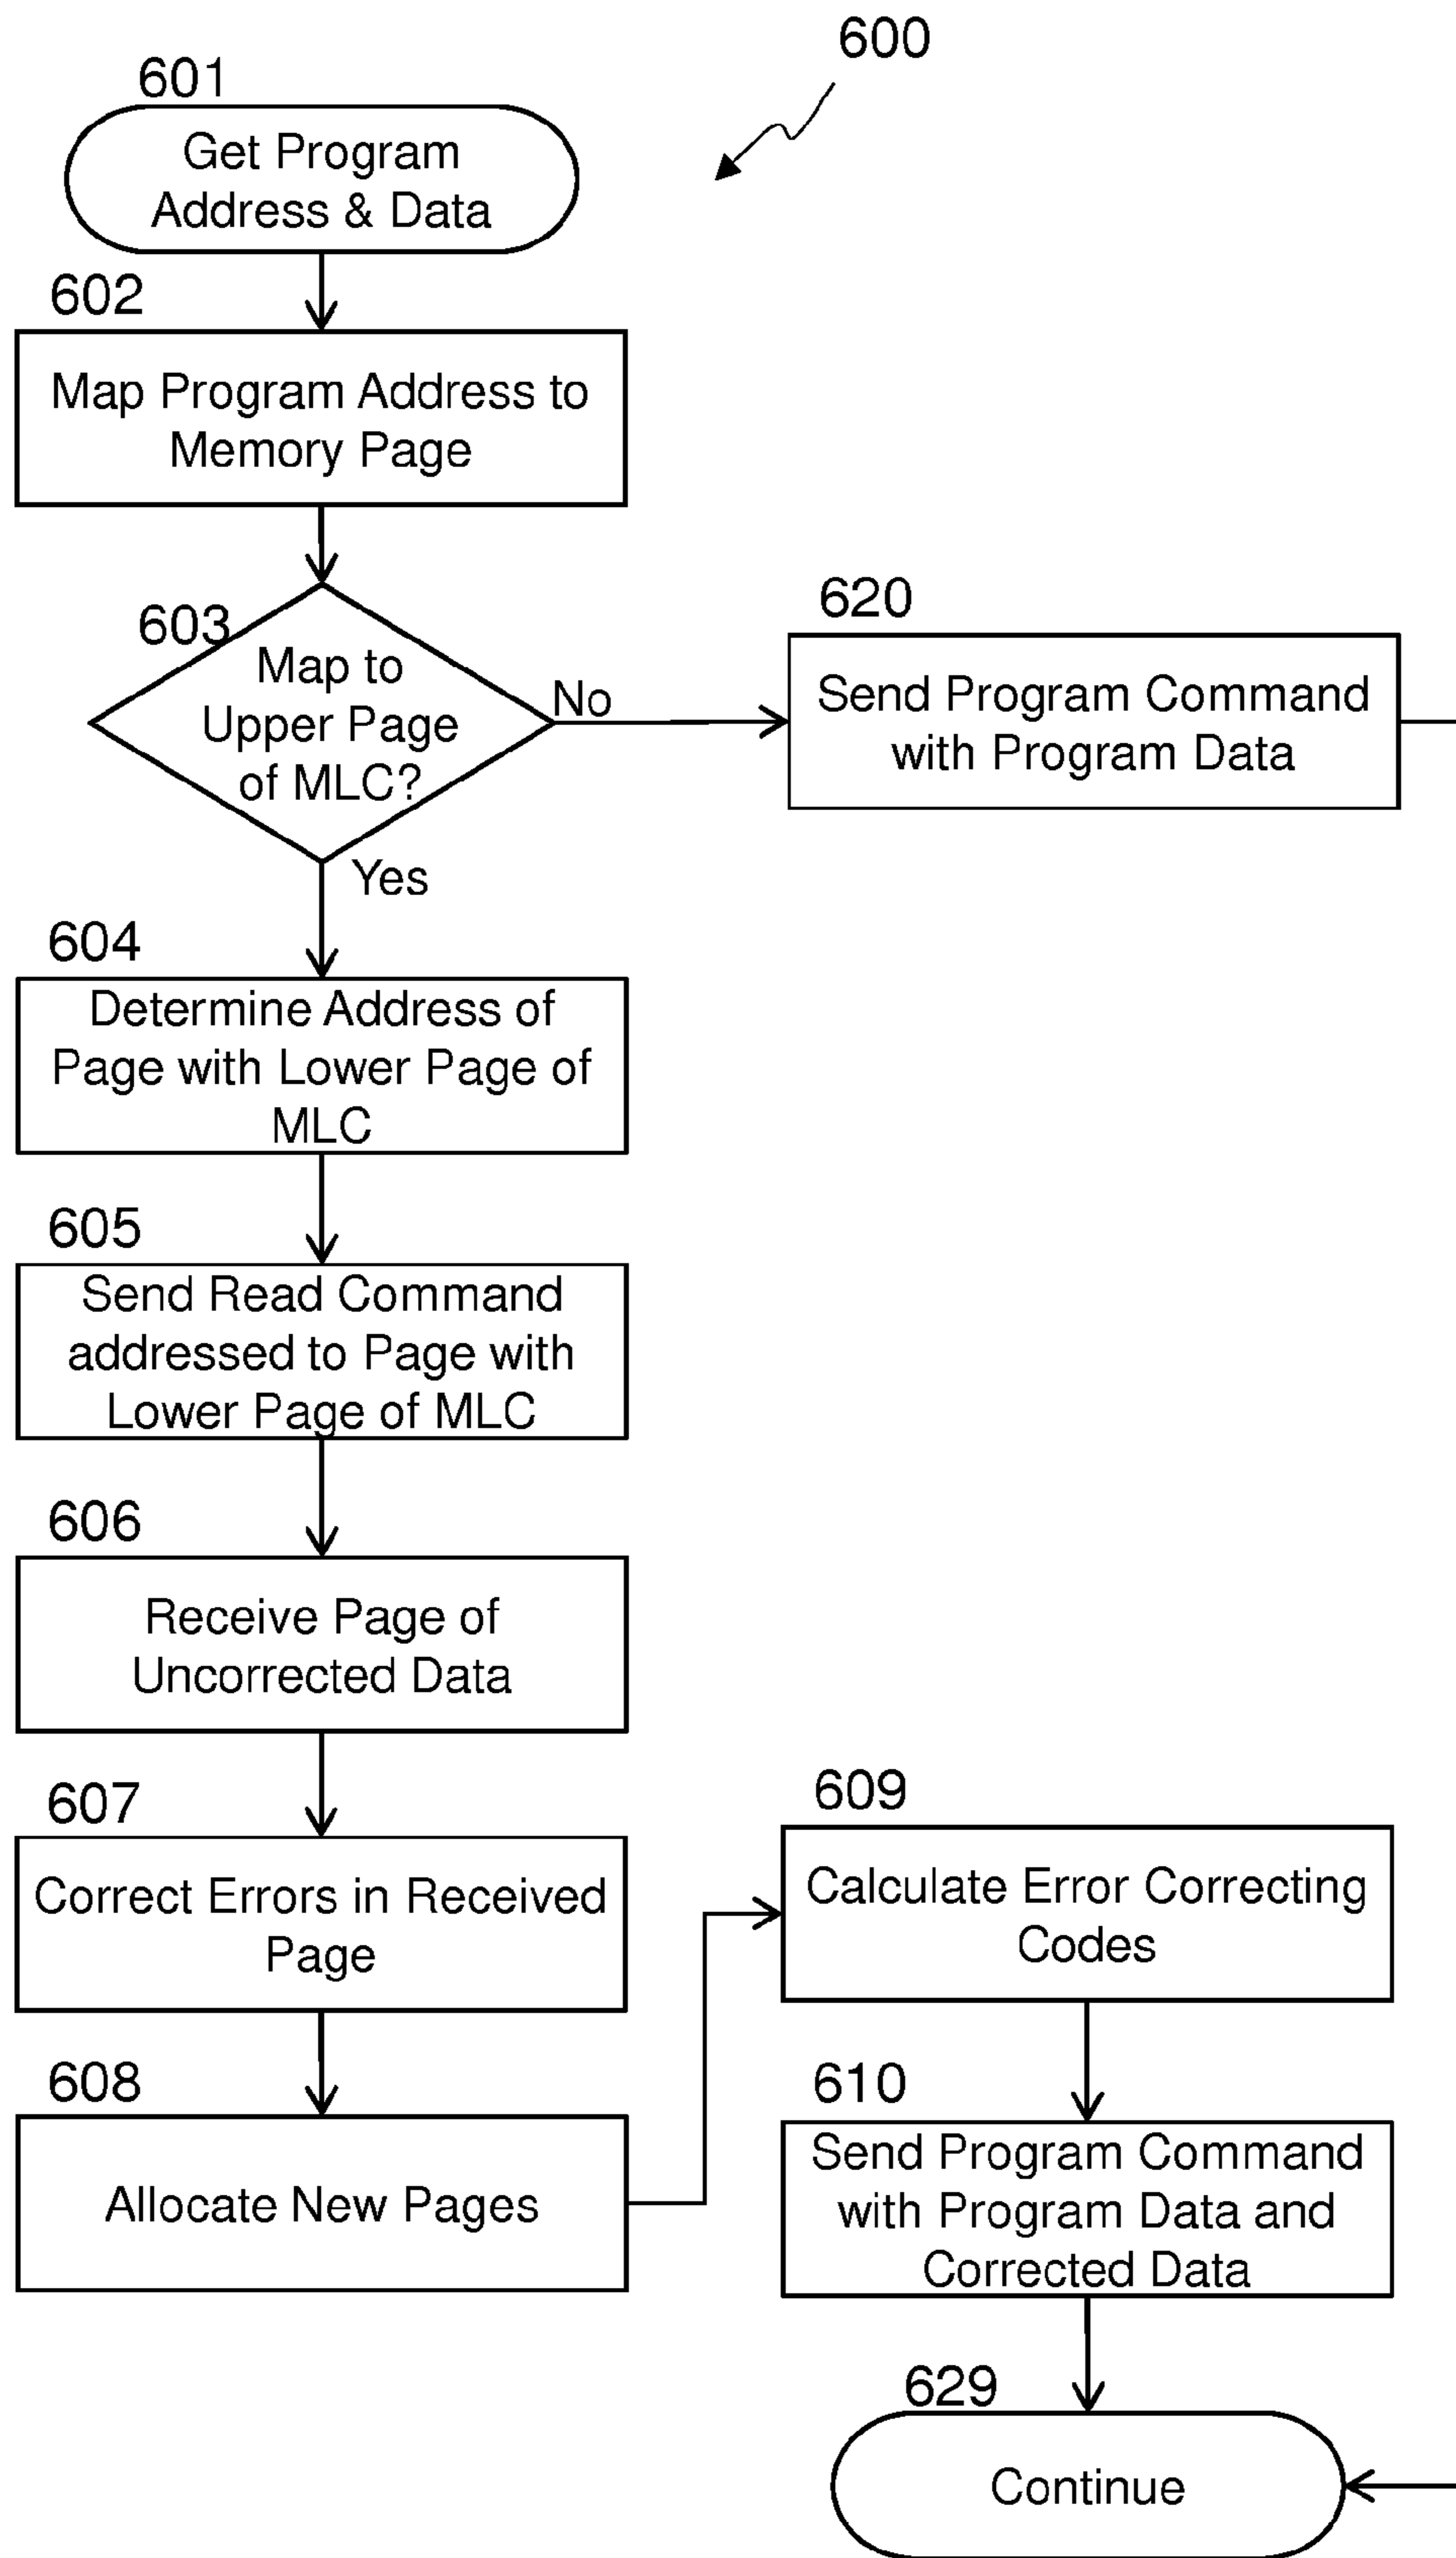 600
601
Get Program
Address & Data
602
Map Program Address to
Memory Page
603
Map to
Upper Page
of MLC?
No
Yes
620
Send Program Command
with Program Data
604
Determine Address of
Page with Lower Page of
MLC
605
Send Read Command
addressed to Page with
Lower Page of MLC
606
Receive Page of
Uncorrected Data
607
Correct Errors in Received
Page
608
Allocate New Pages
609
Calculate Error Correcting
Codes
610
Send Program Command
with Program Data and
Corrected Data
629
Continue